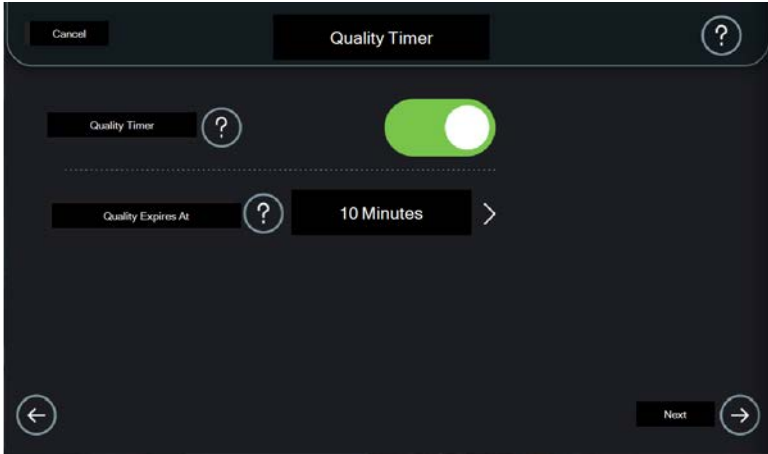 Cancel
Quality Timer
?
Quality Timer
?
Quality Expires At
?
10 Minutes
Next